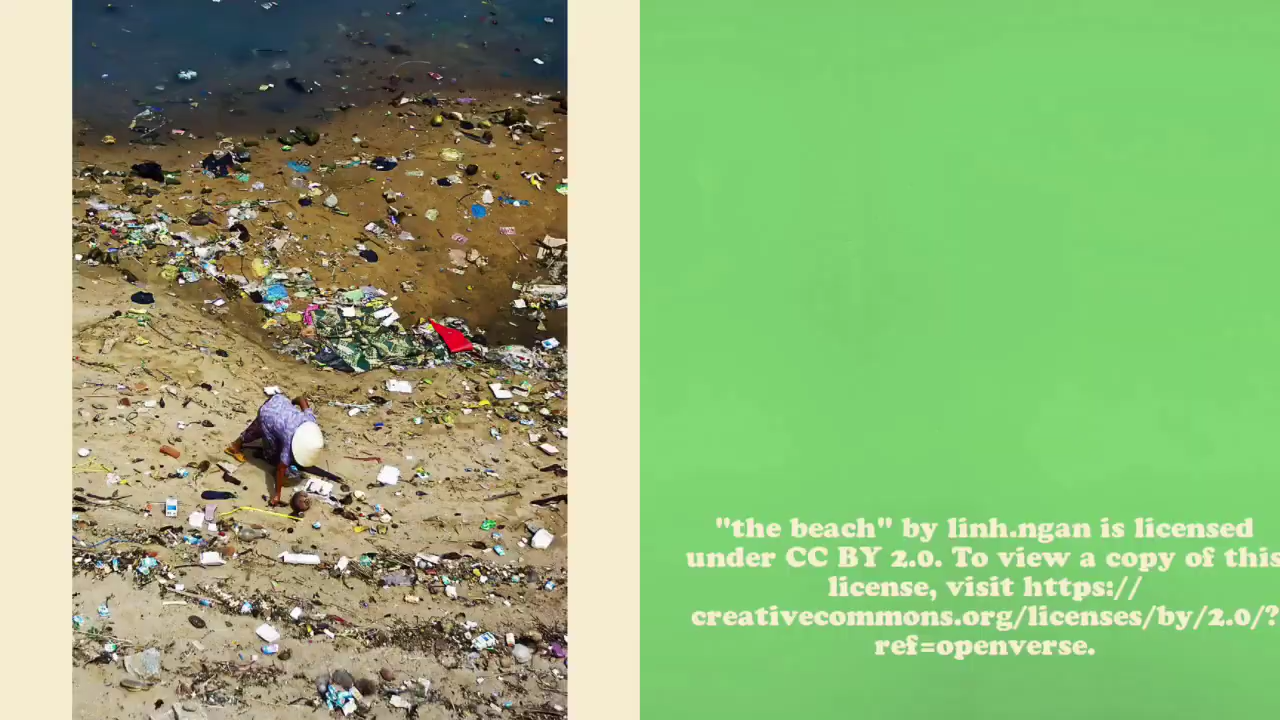 "the beach" by linh.ngan is licensed
under CC BY 2.0. To view a copy of this
license, visit https://
creativecommons.org/licenses/by/2.0/?
ref=openverse.